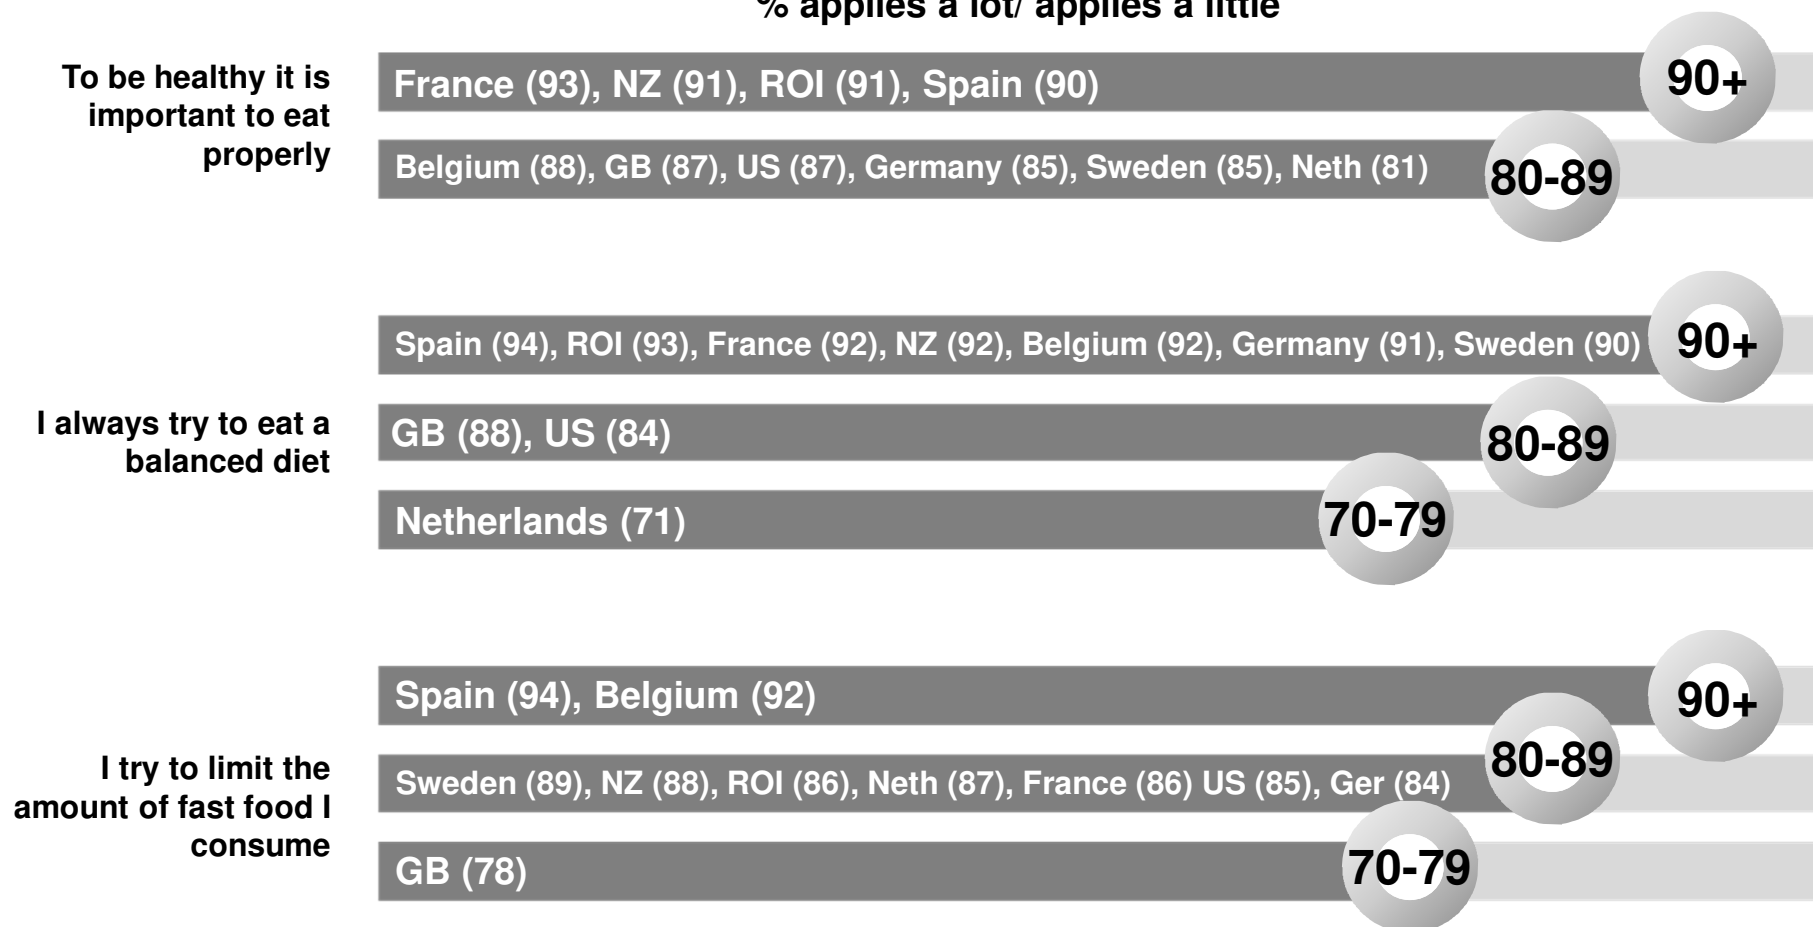 % applies a lot/ applies a little
To be healthy it is
important to eat
properly
France (93), NZ (91), ROI (91), Spain (90)
90+
Belgium (88), GB (87), US (87), Germany (85), Sweden (85), Neth (81)
80-89
I always try to eat a
balanced diet
Spain (94), ROI (93), France (92), NZ (92), Belgium (92), Germany (91), Sweden (90)
90+
GB (88), US (84)
80-89
Netherlands (71)
70-79
I try to limit the
amount of fast food I
consume
Spain (94), Belgium (92)
90+
Sweden (89), NZ (88), ROI (86), Neth (87), France (86) US (85), Ger (84)
80-89
GB (78)
70-79